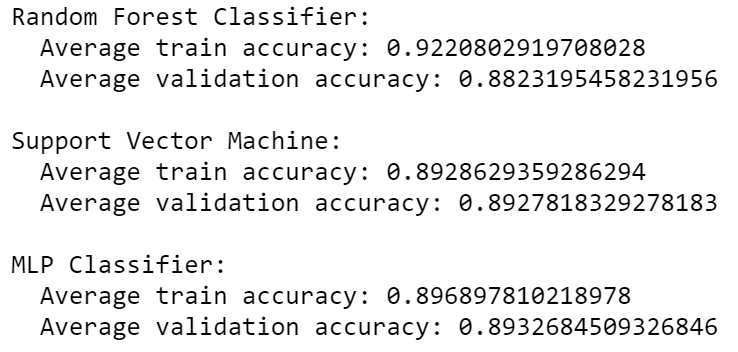 Random Forest Classifier:
  Average train accuracy: 0.9220802919708028
  Average validation accuracy: 0.8823195458231956

Support Vector Machine:
  Average train accuracy: 0.8928629359286294
  Average validation accuracy: 0.8927818329278183

MLP Classifier:
  Average train accuracy: 0.896897810218978
  Average validation accuracy: 0.8932684509326846